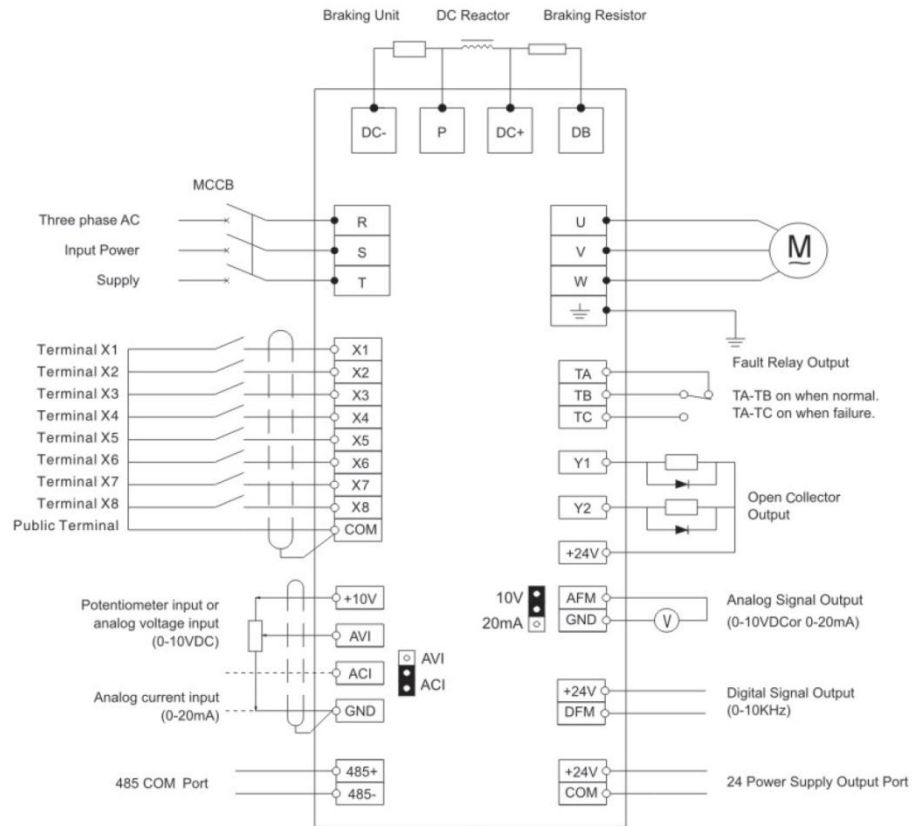 Braking Unit DC Reactor Braking Resistor
DC- P DC+ DB
MCCB
Three phase AC
Input Power
Supply
R
S
T
U
V
W
M
Terminal X1
Terminal X2
Terminal X3
Terminal X4
Terminal X5
Terminal X6
Terminal X7
Terminal X8
Public Terminal
X1
X2
X3
X4
X5
X6
X7
X8
COM
Fault Relay Output
TA
TB
TC
TA-TB on when normal.
TA-TC on when failure.
Y1
Y2
+24V
Open Collector
Output
Potentiometer input or
analog voltage input
(0-10VDC)
Analog current input
(0-20mA)
+10V
AVI
ACI
GND
AVI
ACI
10V
20mA
AFM
GND
V
Analog Signal Output
(0-10VDCor 0-20mA)
+24V
DFM
Digital Signal Output
(0-10KHz)
485 COM Port
485+
485-
+24V
COM
24 Power Supply Output Port